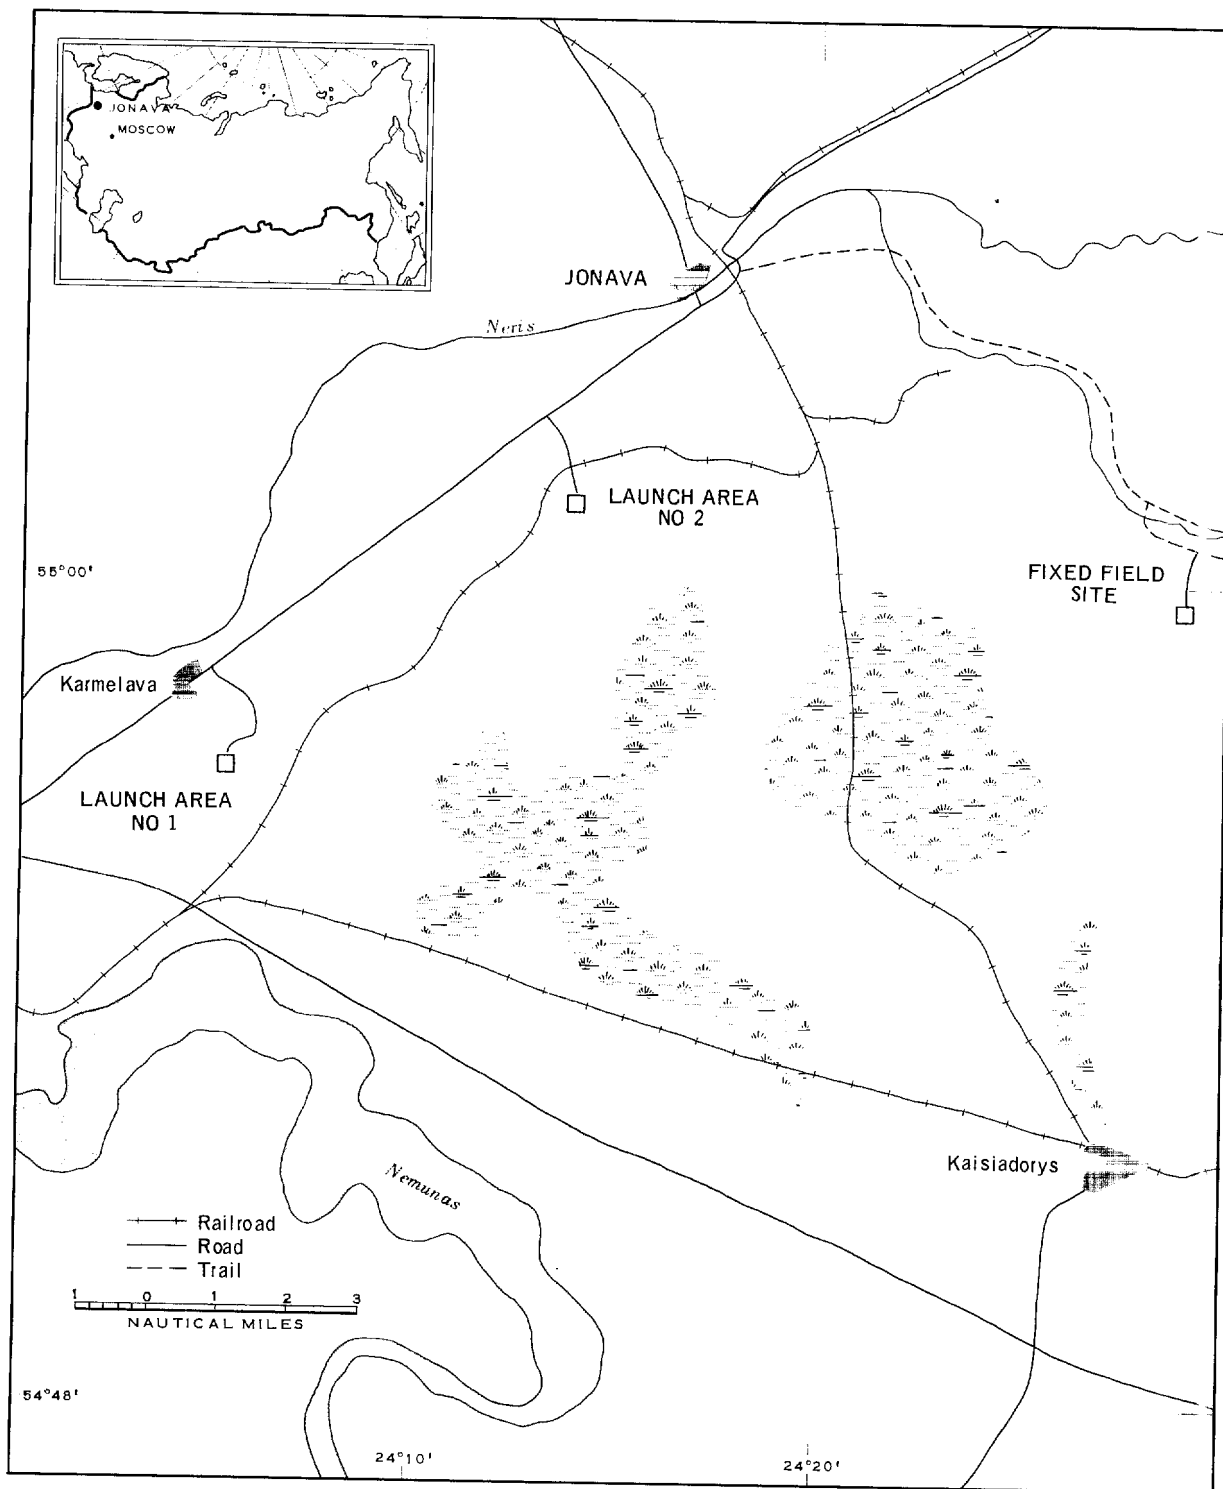 JONAVA
MOSCOW
JONAVA
Neris
LAUNCH AREA
NO 2
55°00'
FIXED FIELD
SITE
Karmelava
LAUNCH AREA
NO 1
Kaisiadorys
Nemunas
Railroad
Road
Trail
1 0 1 2 3
NAUTICAL MILES
54°48'
24°10'
24°20'